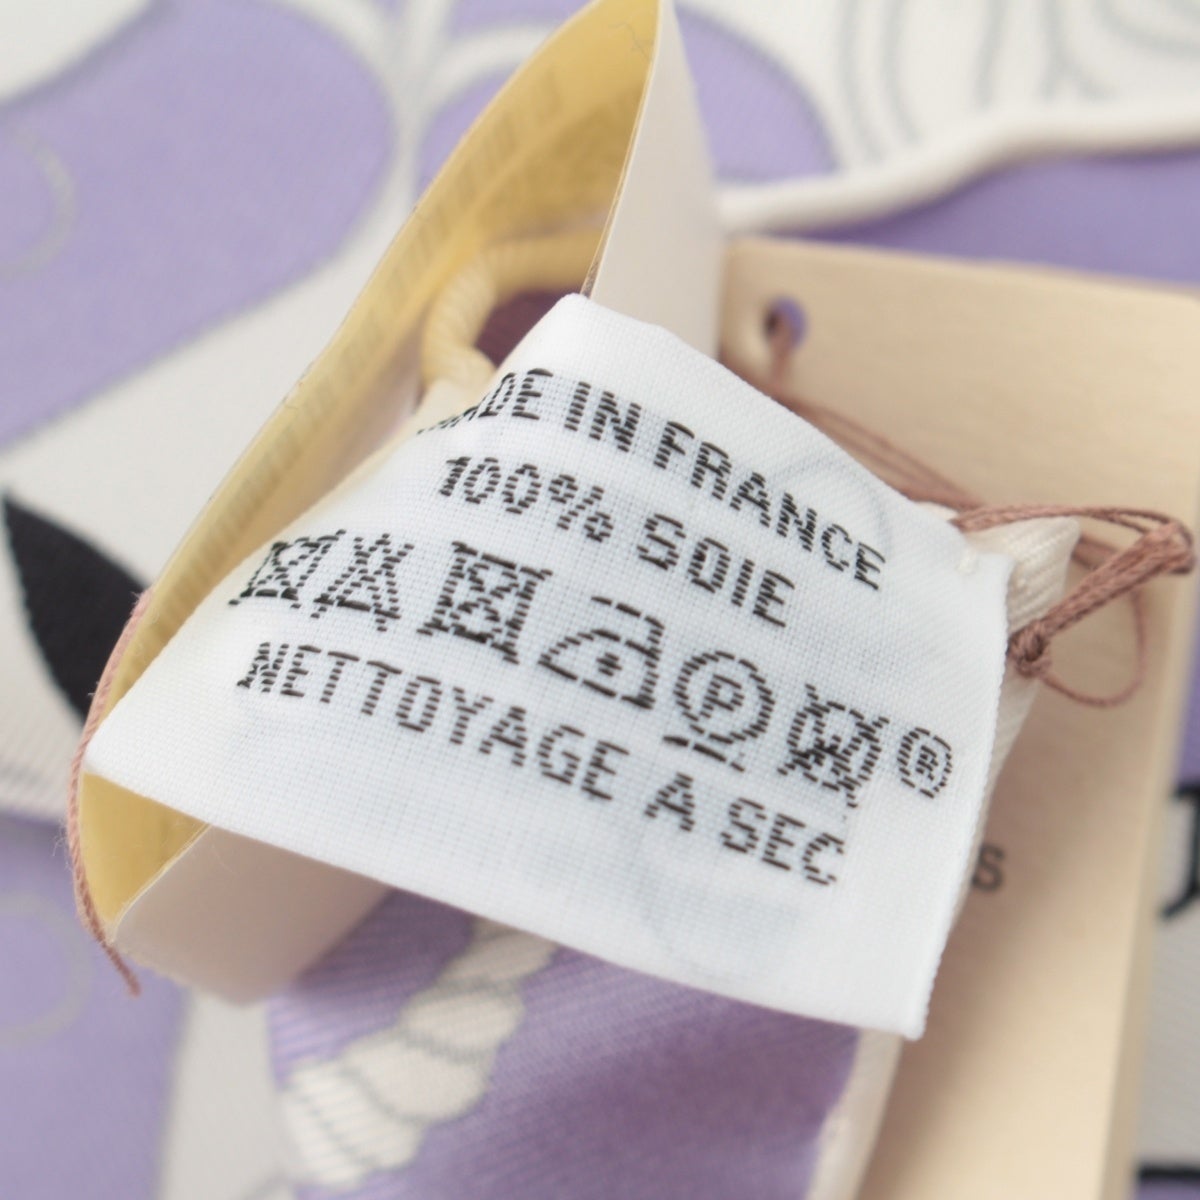 MADE IN FRANCE
100% SOIE
P ®
NETTOYAGE A SEC